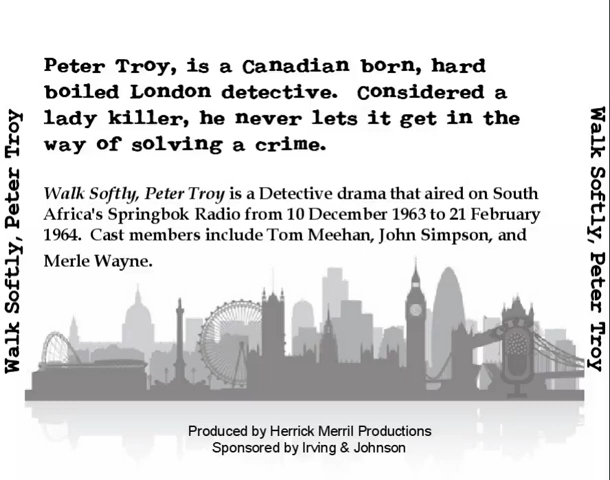 Peter Troy, is a Canadian born, hard
boiled London detective. Considered a
lady killer, he never lets it get in the
way of solving a crime.
Walk Softly, Peter Troy is a Detective drama that aired on South
Africa's Springbok Radio from 10 December 1963 to 21 February
1964. Cast members include Tom Meehan, John Simpson, and
Merle Wayne.
Walk Softly, Peter Troy
Walk Softly, Peter Troy
Produced by Herrick Merril Productions
Sponsored by Irving & Johnson